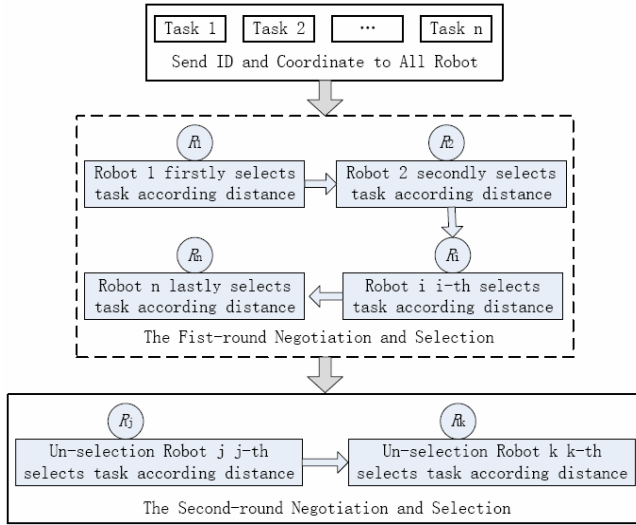 Task 1 Task 2 ... Task n
Send ID and Coordinate to All Robot
R1 R2
Robot 1 firstly selects
task according distance
Robot 2 secondly selects
task according distance
Rn Ri
Robot n lastly selects
task according distance
Robot i i-th selects
task according distance
The Fist-round Negotiation and Selection
Rj Rk
Un-selection Robot j j-th
selects task according distance
Un-selection Robot k k-th
selects task according distance
The Second-round Negotiation and Selection